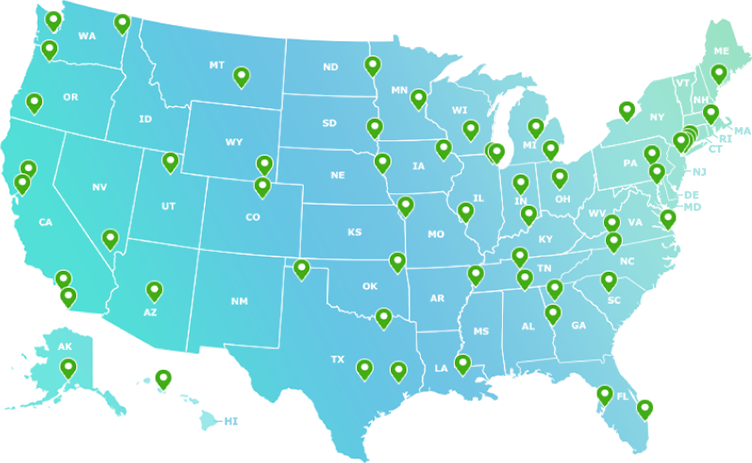 WA
ME
MT
ND
VT
MN
NH
OR
NY
WI
ID
SD
MA
MI
RI
WY
CT
IA
PA
NJ
NE
NV
IL
IN
OH
DE
UT
MD
CO
WV
VA
CA
KS
MO
KY
NC
TN
OK
AZ
NM
AR
SC
MS
AL
GA
AK
TX
LA
FL
HI